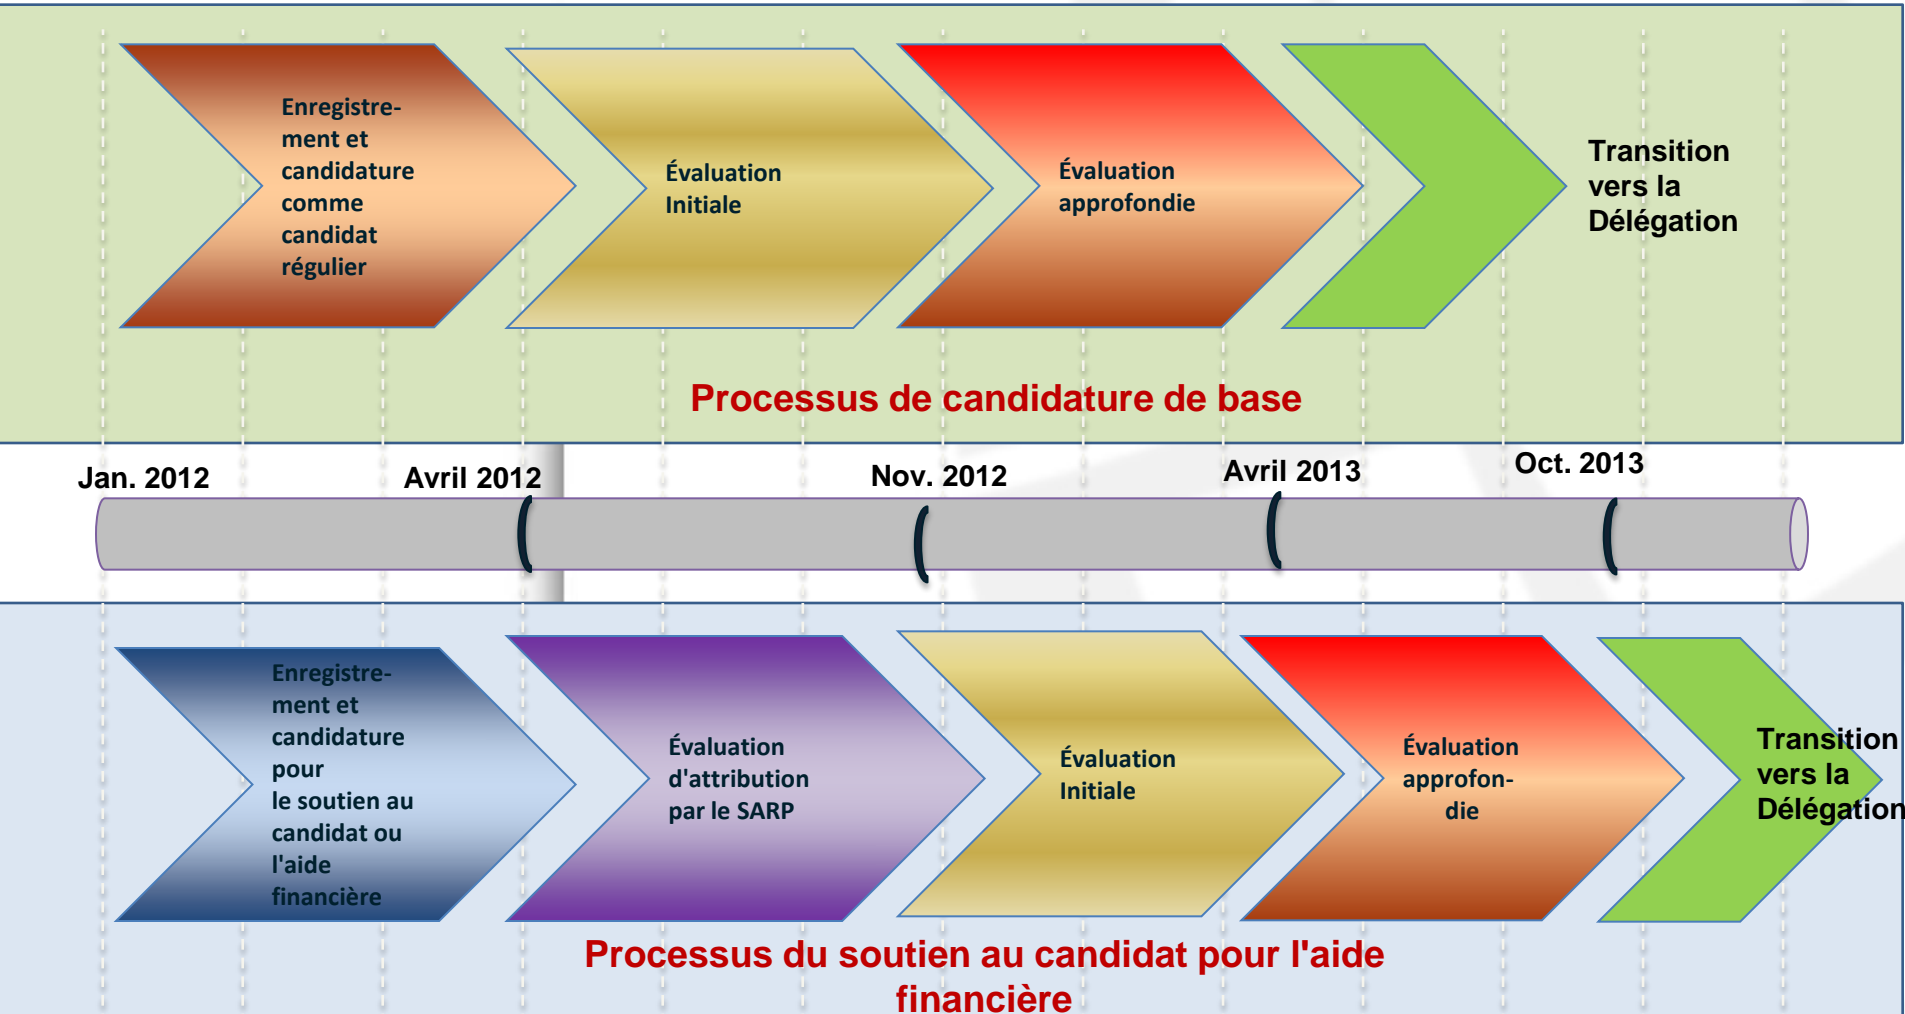 Enregistre-
ment et
candidature
comme
candidat
régulier
Évaluation
Initiale
Évaluation
approfondie
Transition
vers la
Délégation
Processus de candidature de base
Jan. 2012
Avril 2012
Nov. 2012
Avril 2013
Oct. 2013
Enregistre-
ment et
candidature
pour
le soutien au
candidat ou
l'aide
financière
Évaluation
d'attribution
par le SARP
Évaluation
Initiale
Évaluation
approfon-
die
Transition
vers la
Délégation
Processus du soutien au candidat pour l'aide
financière